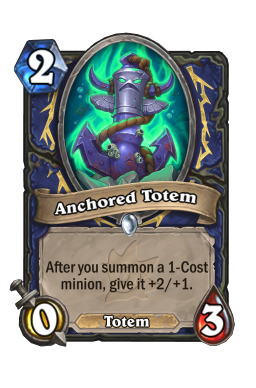 2
Anchored Totem
After you summon a 1-Cost
minion, give it +2/+1.
0
Totem
3